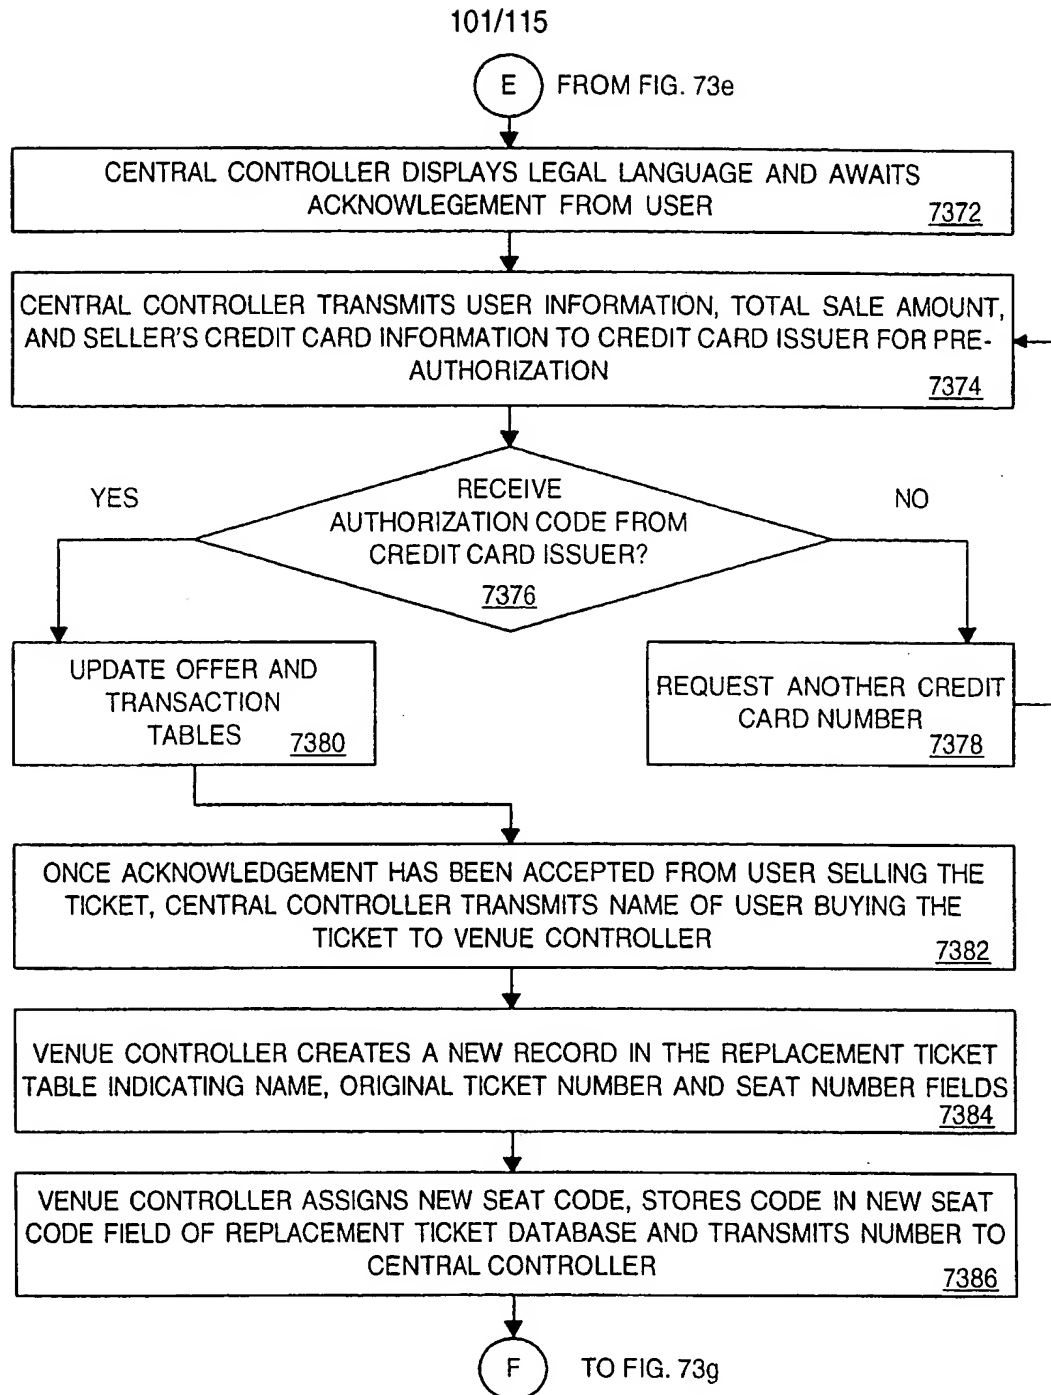 101/115
E FROM FIG. 73e
CENTRAL CONTROLLER DISPLAYS LEGAL LANGUAGE AND AWAITS
ACKNOWLEGEMENT FROM USER 7372
CENTRAL CONTROLLER TRANSMITS USER INFORMATION, TOTAL SALE AMOUNT,
AND SELLER'S CREDIT CARD INFORMATION TO CREDIT CARD ISSUER FOR PRE-
AUTHORIZATION 7374
YES
RECEIVE
AUTHORIZATION CODE FROM
CREDIT CARD ISSUER?
7376
NO
UPDATE OFFER AND
TRANSACTION
TABLES 7380
REQUEST ANOTHER CREDIT
CARD NUMBER 7378
ONCE ACKNOWLEDGEMENT HAS BEEN ACCEPTED FROM USER SELLING THE
TICKET, CENTRAL CONTROLLER TRANSMITS NAME OF USER BUYING THE
TICKET TO VENUE CONTROLLER 7382
VENUE CONTROLLER CREATES A NEW RECORD IN THE REPLACEMENT TICKET
TABLE INDICATING NAME, ORIGINAL TICKET NUMBER AND SEAT NUMBER FIELDS
7384
VENUE CONTROLLER ASSIGNS NEW SEAT CODE, STORES CODE IN NEW SEAT
CODE FIELD OF REPLACEMENT TICKET DATABASE AND TRANSMITS NUMBER TO
CENTRAL CONTROLLER 7386
F TO FIG. 73g